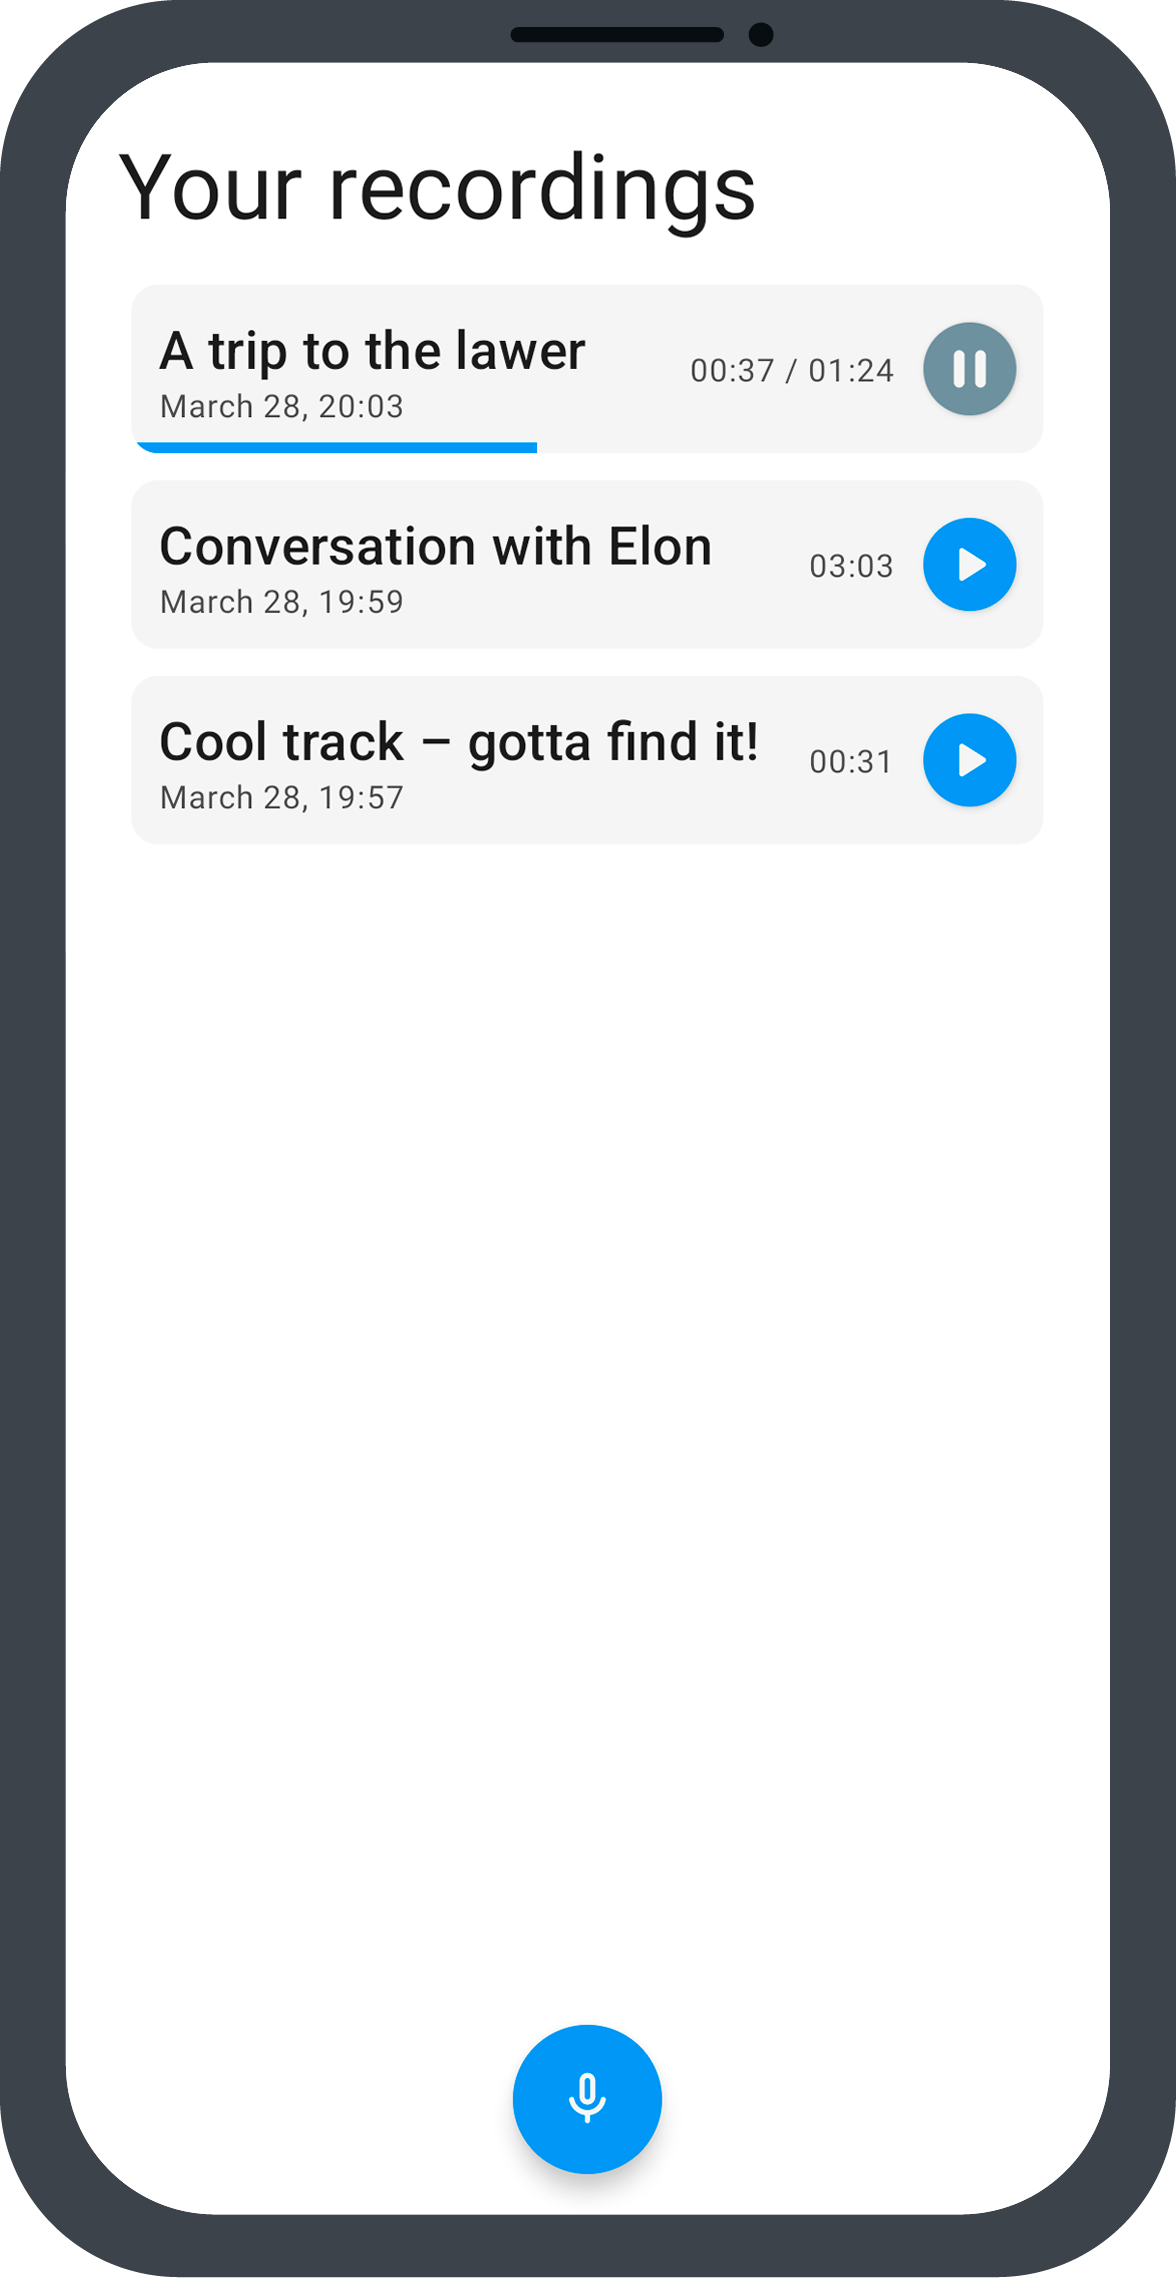 Your recordings
A trip to the lawer
00:37 / 01:24
March 28, 20:03
Conversation with Elon
03:03
March 28, 19:59
Cool track – gotta find it!
00:31
March 28, 19:57